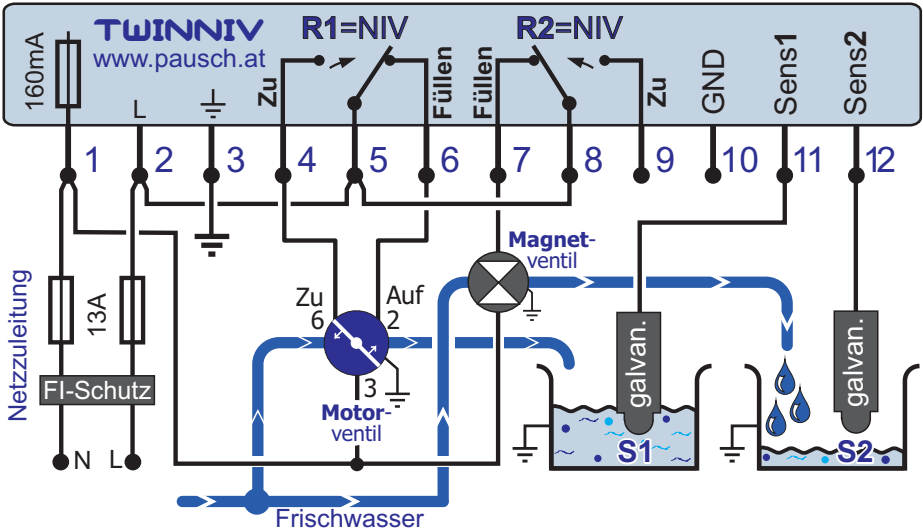 TWINNIV
www.pausch.at
R1=NIV
R2=NIV
160mA
L
Zu
Füllen
Füllen
Zu
GND
Sens1
Sens2
1 2 3 4 5 6 7 8 9 10 11 12
Netzzuleitung
13A
FI-Schutz
N L
Zu
6
Auf
2
3
Motor-
ventil
Magnet-
ventil
galvan.
S1
galvan.
S2
Frischwasser